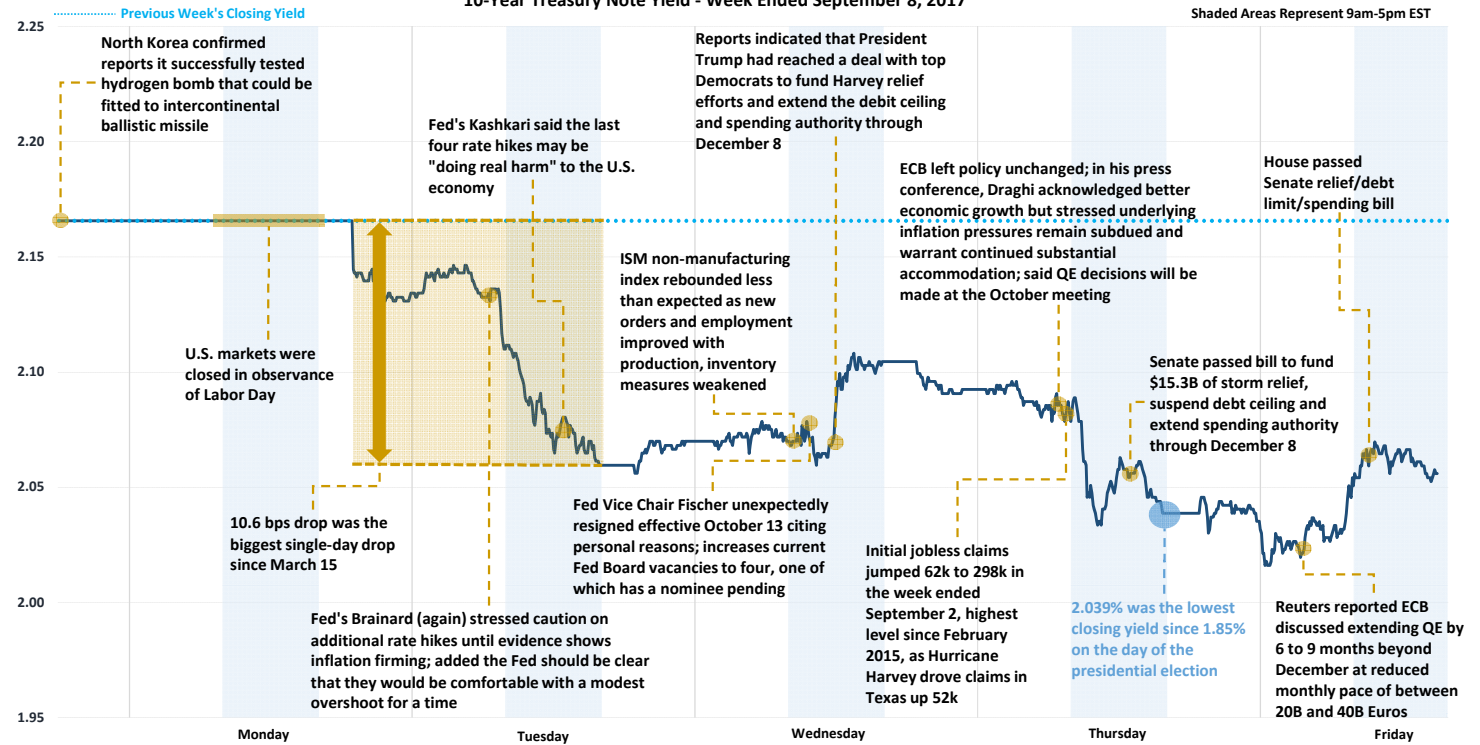 10-Year Treasury Note Yield - Week Ended September 8, 2017
Previous Week's Closing Yield
Shaded Areas Represent 9am-5pm EST
2.25
2.20
2.15
2.10
2.05
2.00
1.95
North Korea confirmed
reports it successfully tested
hydrogen bomb that could be
fitted to intercontinental
ballistic missile
U.S. markets were
closed in observance
of Labor Day
10.6 bps drop was the
biggest single-day drop
since March 15
Fed's Kashkari said the last
four rate hikes may be
"doing real harm" to the U.S.
economy
Fed's Brainard (again) stressed caution on
additional rate hikes until evidence shows
inflation firming; added the Fed should be clear
that they would be comfortable with a modest
overshoot for a time
ISM non-manufacturing
index rebounded less
than expected as new
orders and employment
improved with
production, inventory
measures weakened
Fed Vice Chair Fischer unexpectedly
resigned effective October 13 citing
personal reasons; increases current
Fed Board vacancies to four, one of
which has a nominee pending
Reports indicated that President
Trump had reached a deal with top
Democrats to fund Harvey relief
efforts and extend the debit ceiling
and spending authority through
December 8
ECB left policy unchanged; in his press
conference, Draghi acknowledged better
economic growth but stressed underlying
inflation pressures remain subdued and
warrant continued substantial
accommodation; said QE decisions will be
made at the October meeting
Initial jobless claims
jumped 62k to 298k in
the week ended
September 2, highest
level since February
2015, as Hurricane
Harvey drove claims in
Texas up 52k
Senate passed bill to fund
$15.3B of storm relief,
suspend debt ceiling and
extend spending authority
through December 8
2.039% was the lowest
closing yield since 1.85%
on the day of the
presidential election
House passed
Senate relief/debt
limit/spending bill
Reuters reported ECB
discussed extending QE by
6 to 9 months beyond
December at reduced
monthly pace of between
20B and 40B Euros
Monday
Tuesday
Wednesday
Thursday
Friday